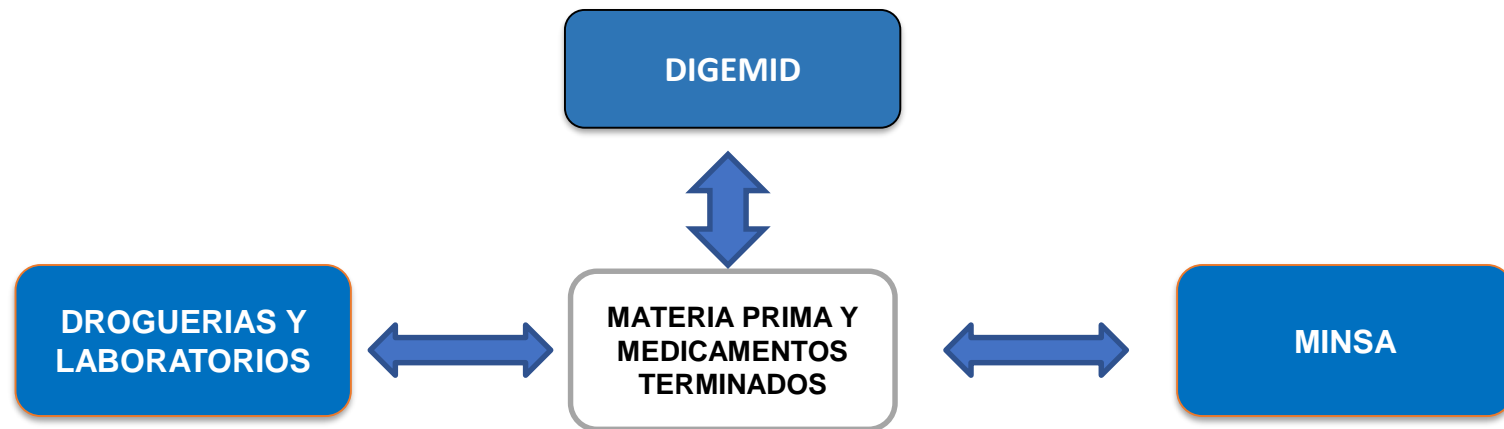 DIGEMID
DROGUERIAS Y
LABORATORIOS
MATERIA PRIMA Y
MEDICAMENTOS
TERMINADOS
MINSA